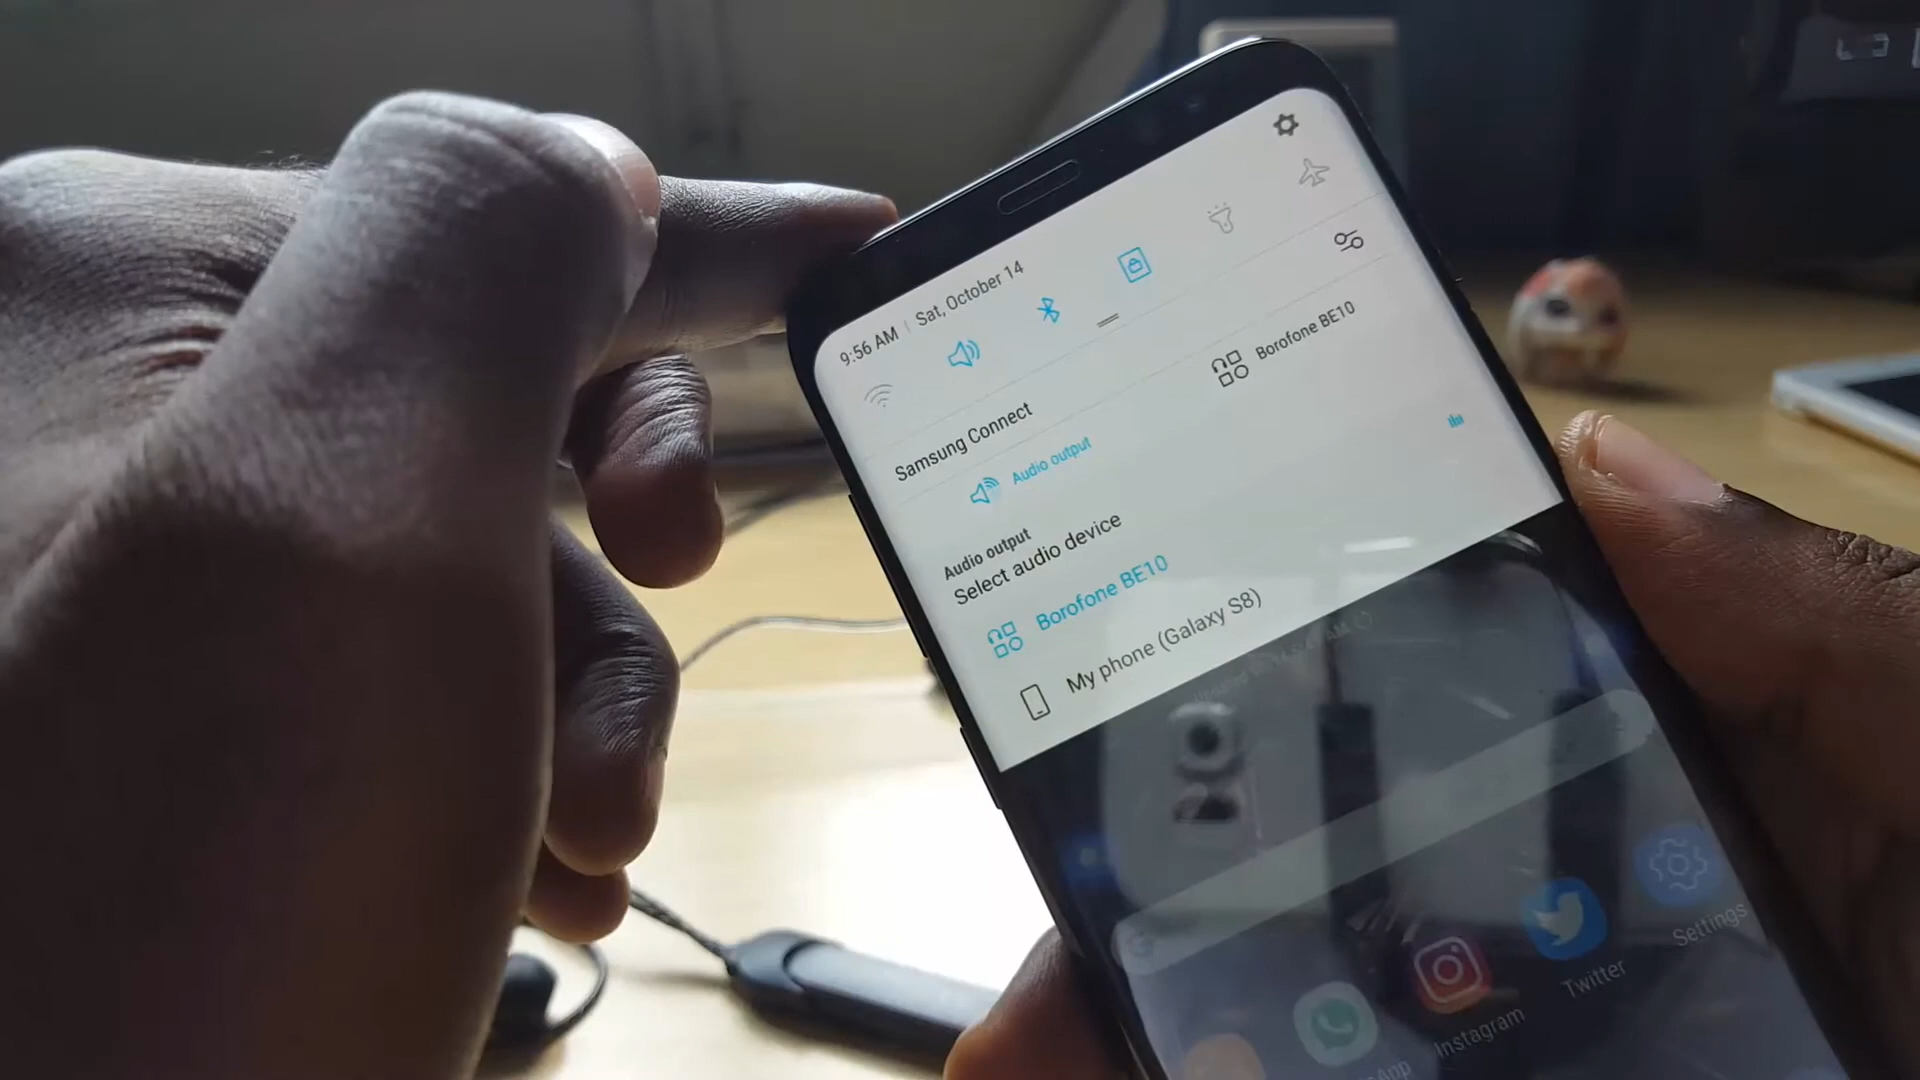 9:56 AM | Sat, October 14
Samsung Connect
Audio output
Borofone BE10
Audio output
Select audio device
Borofone BE10
My phone (Galaxy S8)
Instagram
Twitter
Settings